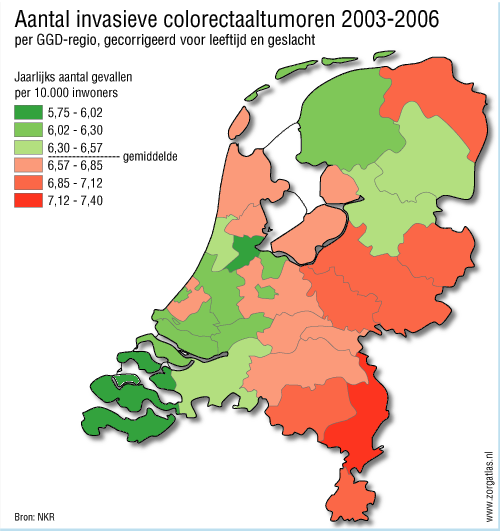 Aantal invasieve colorectaaltumoren 2003-2006
per GGD-regio, gecorrigeerd voor leeftijd en geslacht
Jaarlijks aantal gevallen
per 10.000 inwoners
5,75 - 6,02
6,02 - 6,30
6,30 - 6,57
gemiddelde
6,57 - 6,85
6,85 - 7,12
7,12 - 7,40
Bron: NKR
www.zorgatlas.nl